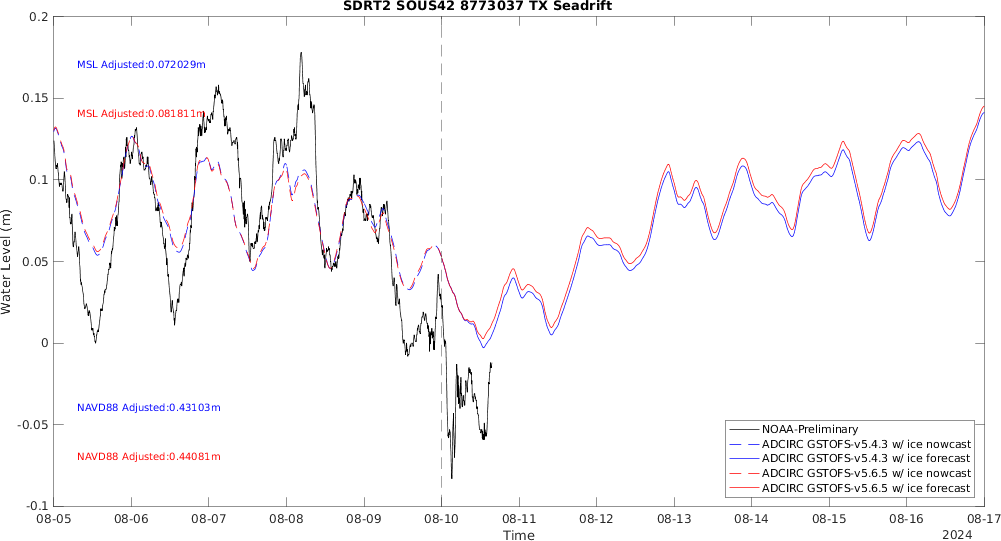 SDRT2 SOUS42 8773037 TX Seadrift
Water Level (m)
0.2
0.15
0.1
0.05
0
-0.05
-0.1
MSL Adjusted:0.072029m
MSL Adjusted:0.081811m
NAVD88 Adjusted:0.43103m
NAVD88 Adjusted:0.44081m
NOAA-Preliminary
ADCIRC GSTOFS-v5.4.3 w/ ice nowcast
ADCIRC GSTOFS-v5.4.3 w/ ice forecast
ADCIRC GSTOFS-v5.6.5 w/ ice nowcast
ADCIRC GSTOFS-v5.6.5 w/ ice forecast
08-05 08-06 08-07 08-08 08-09 08-10 08-11 08-12 08-13 08-14 08-15 08-16 08-17
Time
2024